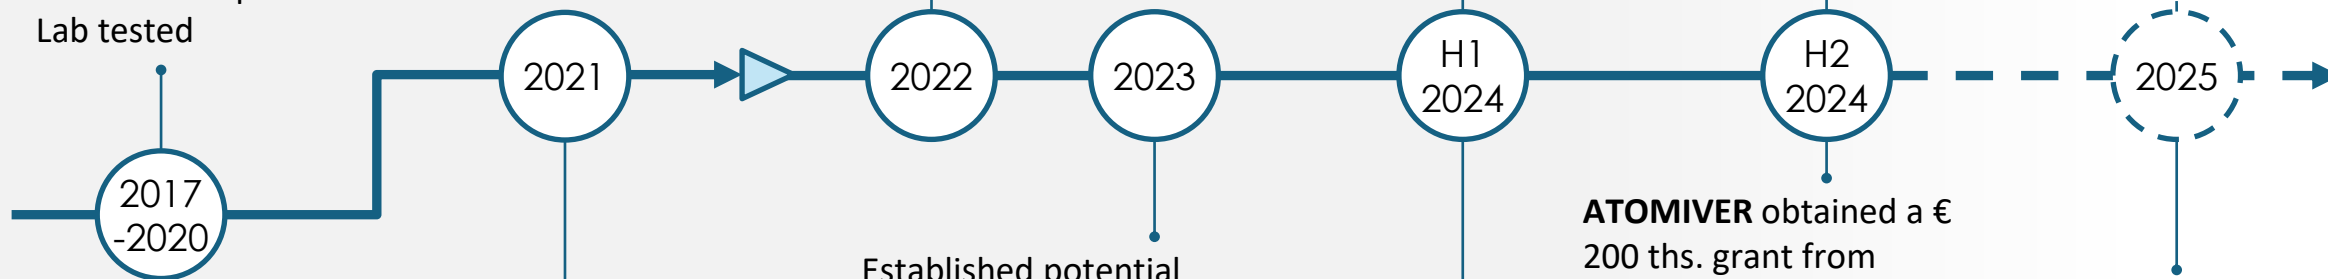 Lab tested
2021
2022
2023
H1
2024
H2
2024
2025
2017
-2020
ATOMIVER obtained a €
200 ths. grant from
Established potential